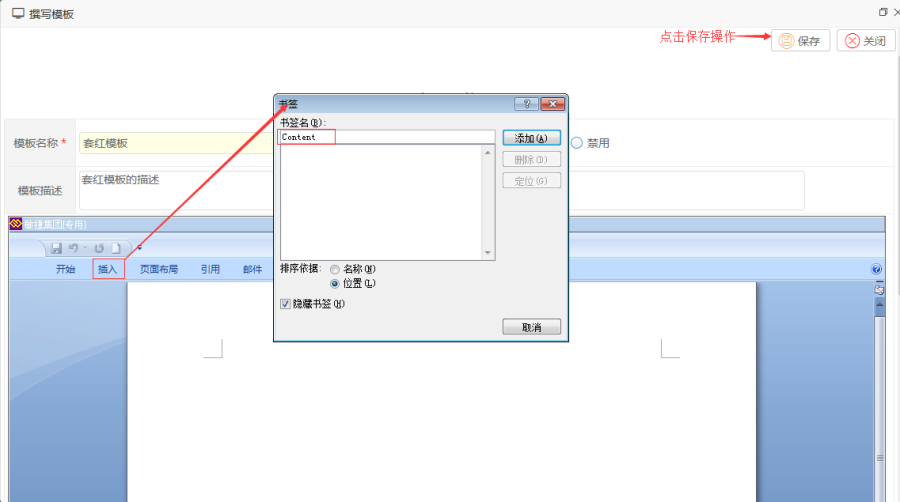 撰写模板
点击保存操作
保存
关闭
书签
书签名(B):
Content
添加(A)
删除(D)
定位(G)
模板名称 *
套红模板
禁用
模板描述
套红模板的描述
集团[专用]
开始
插入
页面布局
引用
邮件
排序依据:
名称(N)
位置(L)
隐藏书签(H)
取消